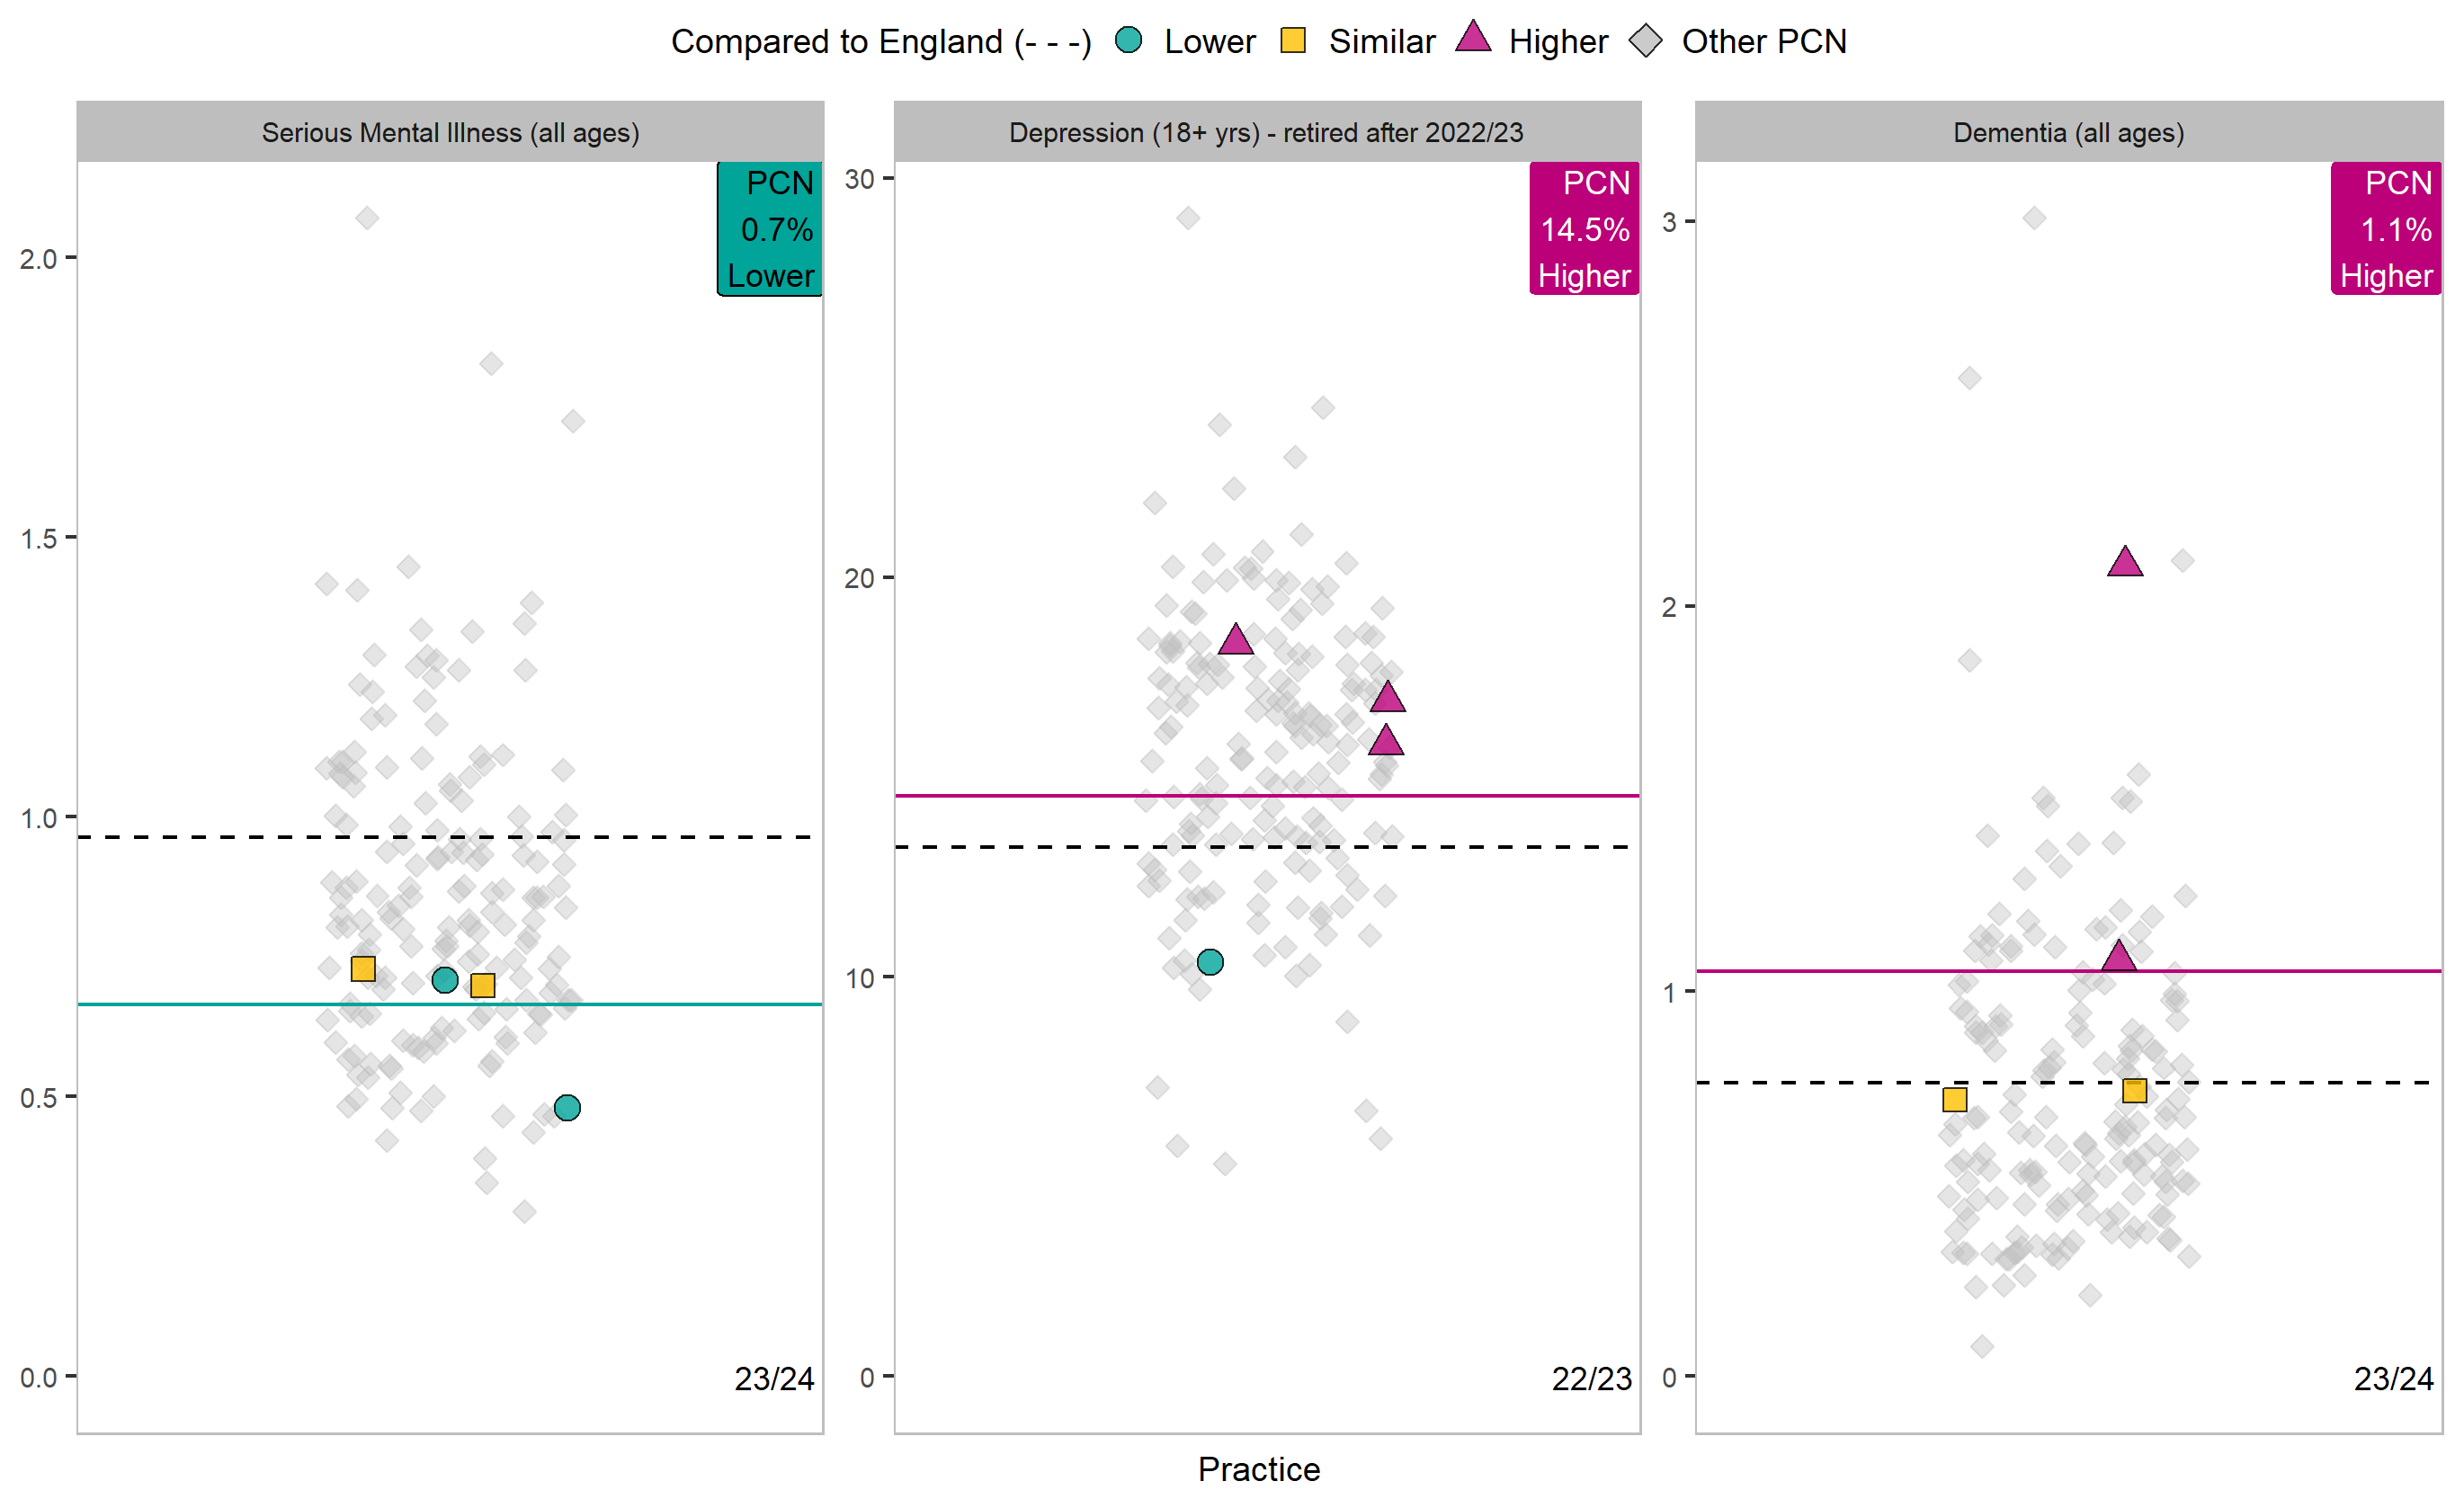 Compared to England (- - -) Lower Similar Higher Other PCN
Serious Mental Illness (all ages)
PCN
0.7%
Lower
2.0
1.5
1.0
0.5
0.0
23/24
Depression (18+ yrs) - retired after 2022/23
PCN
14.5%
Higher
30
20
10
0
22/23
Dementia (all ages)
PCN
1.1%
Higher
3
2
1
0
23/24
Practice